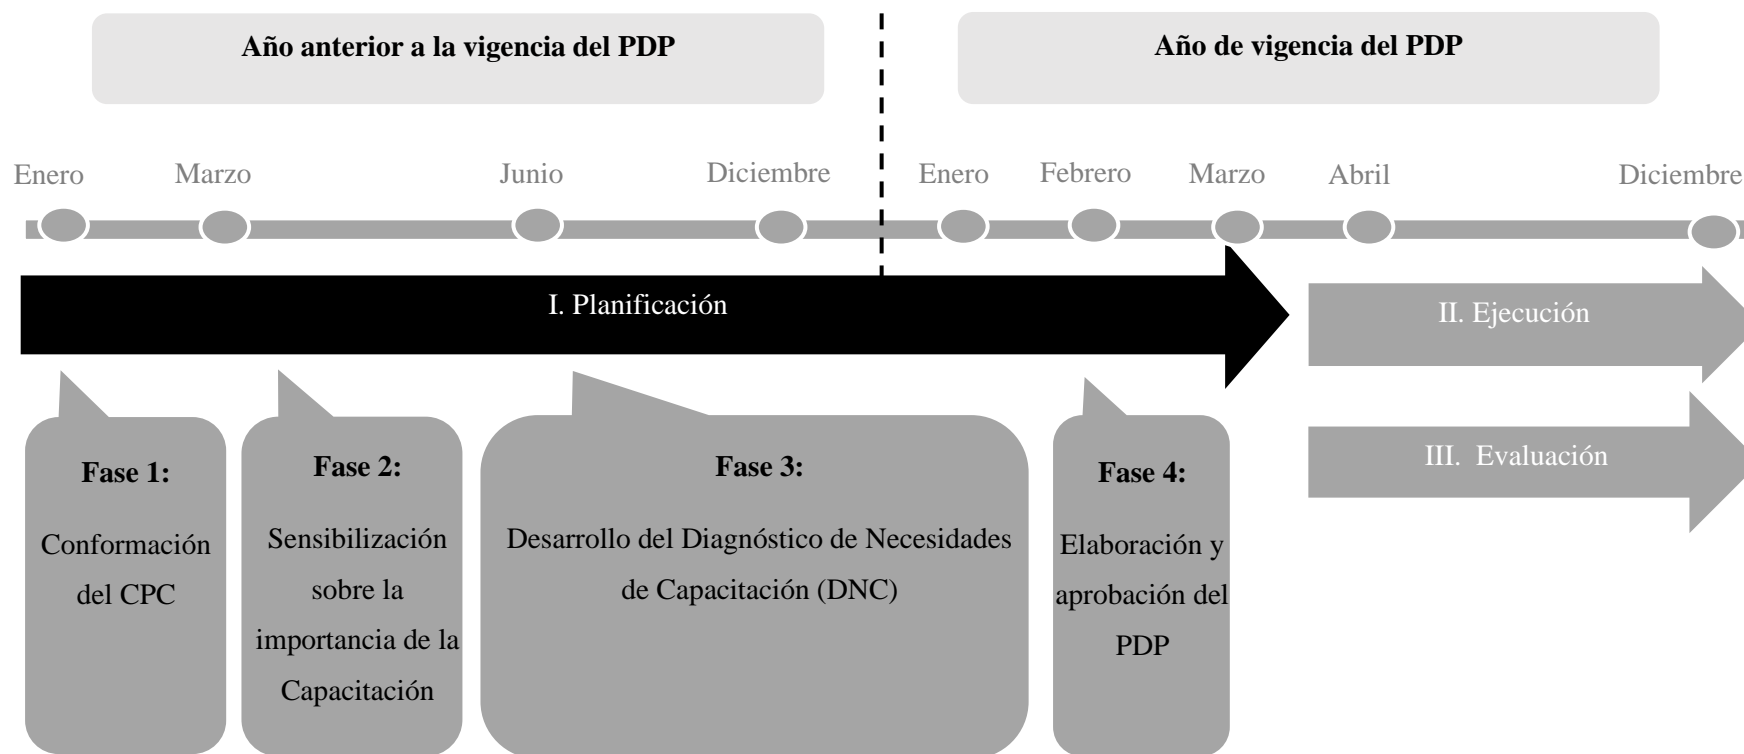 Año anterior a la vigencia del PDP
Año de vigencia del PDP
Enero
Marzo
Junio
Diciembre
Enero
Febrero
Marzo
Abril
Diciembre
I. Planificación
II. Ejecución
III. Evaluación
Fase 1:
Conformación
del CPC
Fase 2:
Sensibilización
sobre la
importancia de la
Capacitación
Fase 3:
Desarrollo del Diagnóstico de Necesidades
de Capacitación (DNC)
Fase 4:
Elaboración y
aprobación del
PDP